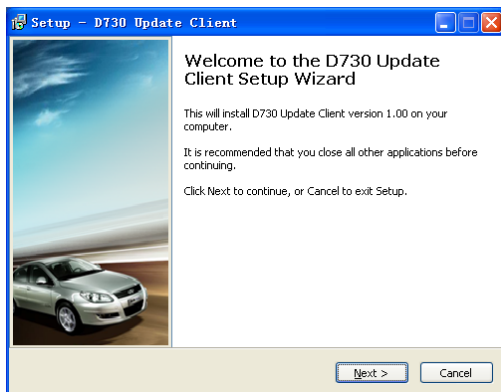 Setup - D730 Update Client
Welcome to the D730 Update
Client Setup Wizard
This will install D730 Update Client version 1.00 on your
computer.
It is recommended that you close all other applications before
continuing.
Click Next to continue, or Cancel to exit Setup.
Next >
Cancel